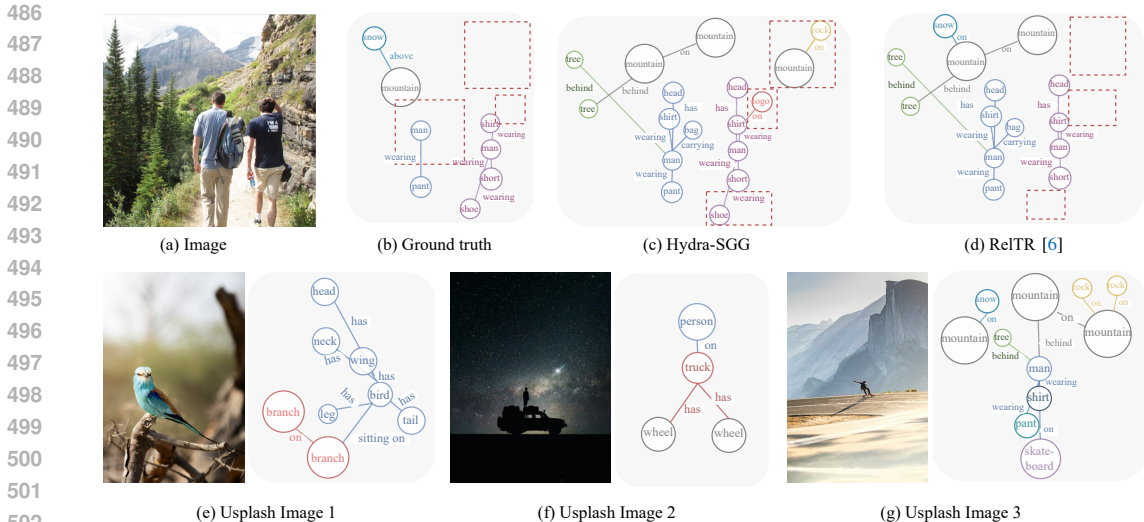 486
487
488
489
490
491
492
493
494
495
496
497
498
499
500
501
502
snow
above
mountain
man
wearing
pant
shirt
wearing
man
wearing
short
wearing
shoe
tree
behind
tree
mountain
on
mountain
behind
head
has
shirt
bag
carrying
wearing
man
wearing
pant
head
has
shirt
wearing
man
wearing
short
wearing
shoe
logo
on
rock
on
mountain
snow
on
mountain
on
mountain
tree
behind
tree
behind
head
has
shirt
bag
carrying
wearing
man
wearing
pant
head
has
shirt
wearing
man
wearing
short
I'M A
(a) Image
(b) Ground truth
(c) Hydra-SGG
(d) RelTR [6]
head
has
neck
has
wing
has
bird
has
leg
has
tail
branch
on
sitting on
branch
person
on
truck
has
has
wheel
wheel
snow
on
mountain
mountain
rock
rock
on
on
on
mountain
tree
behind
behind
man
wearing
shirt
wearing
pant
on
skate-
board
(e) Usplash Image 1
(f) Usplash Image 2
(g) Usplash Image 3